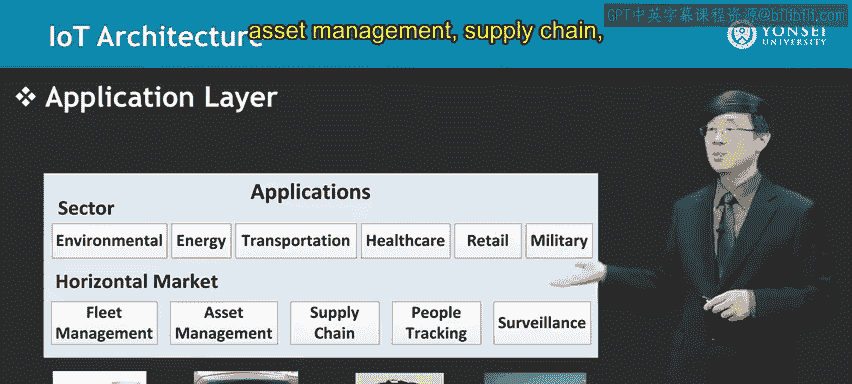 IoT Architecture
asset management, supply chain,
GPT中英字幕课程资源@bilibili.com
YONSEI
UNIVERSITY
❖ Application Layer
Applications
Sector
Environmental
Energy
Transportation
Healthcare
Retail
Military
Horizontal Market
Fleet
Management
Asset
Management
Supply
Chain
People
Tracking
Surveillance